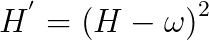 H' = (H − ω)²